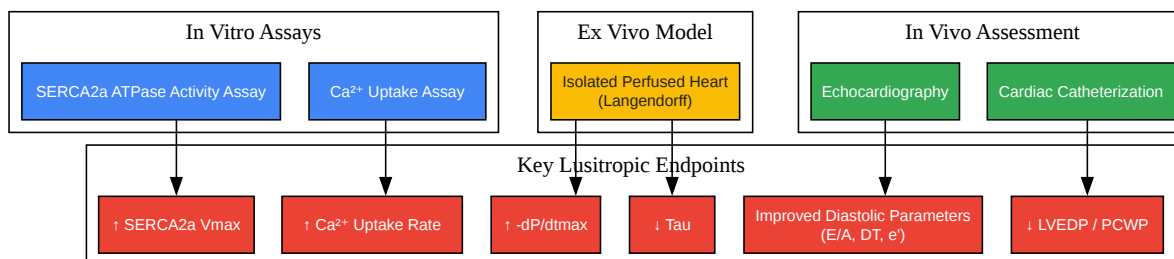 In Vitro Assays
Ex Vivo Model
In Vivo Assessment
SERCA2a ATPase Activity Assay
Ca²⁺ Uptake Assay
Isolated Perfused Heart
(Langendorff)
Echocardiography
Cardiac Catheterization
Key Lusitropic Endpoints
↑ SERCA2a Vmax
↑ Ca²⁺ Uptake Rate
↑ -dP/dtmax
↓ Tau
Improved Diastolic Parameters
(E/A, DT, e')
↓ LVEDP / PCWP